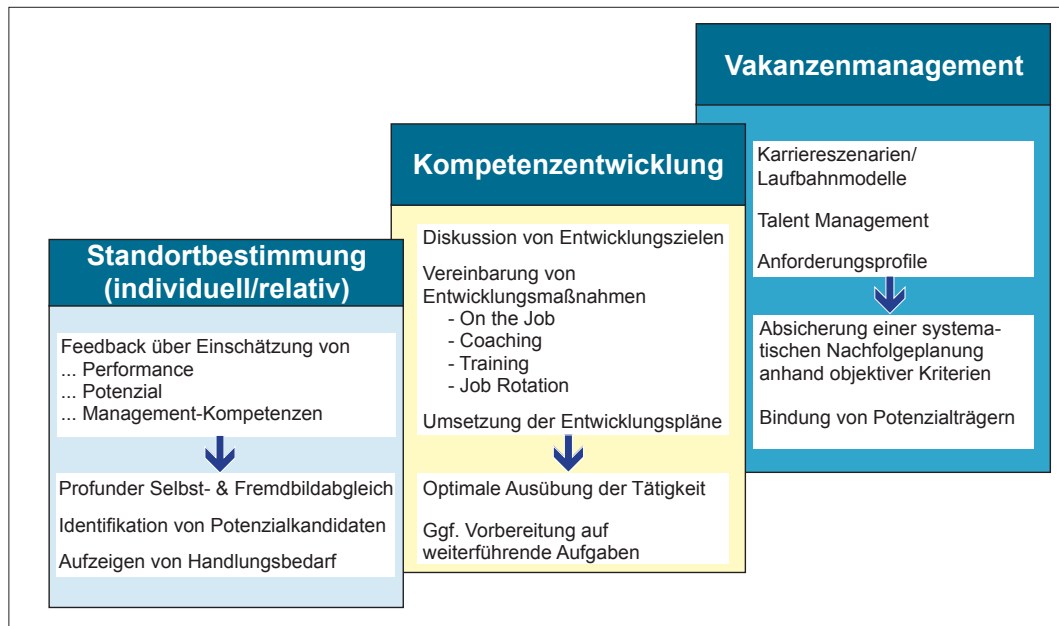 Standortbestimmung
(individuell/relativ)
Feedback über Einschätzung von
... Performance
... Potenzial
... Management-Kompetenzen
Profunder Selbst- & Fremdbildabgleich
Identifikation von Potenzialkandidaten
Aufzeigen von Handlungsbedarf
Kompetenzentwicklung
Diskussion von Entwicklungszielen
Vereinbarung von
Entwicklungsmaßnahmen
- On the Job
- Coaching
- Training
- Job Rotation
Umsetzung der Entwicklungspläne
Optimale Ausübung der Tätigkeit
Ggf. Vorbereitung auf
weiterführende Aufgaben
Vakanzenmanagement
Karriereszenarien/
Laufbahnmodelle
Talent Management
Anforderungsprofile
Absicherung einer systema-
tischen Nachfolgeplanung
anhand objektiver Kriterien
Bindung von Potenzialträgern